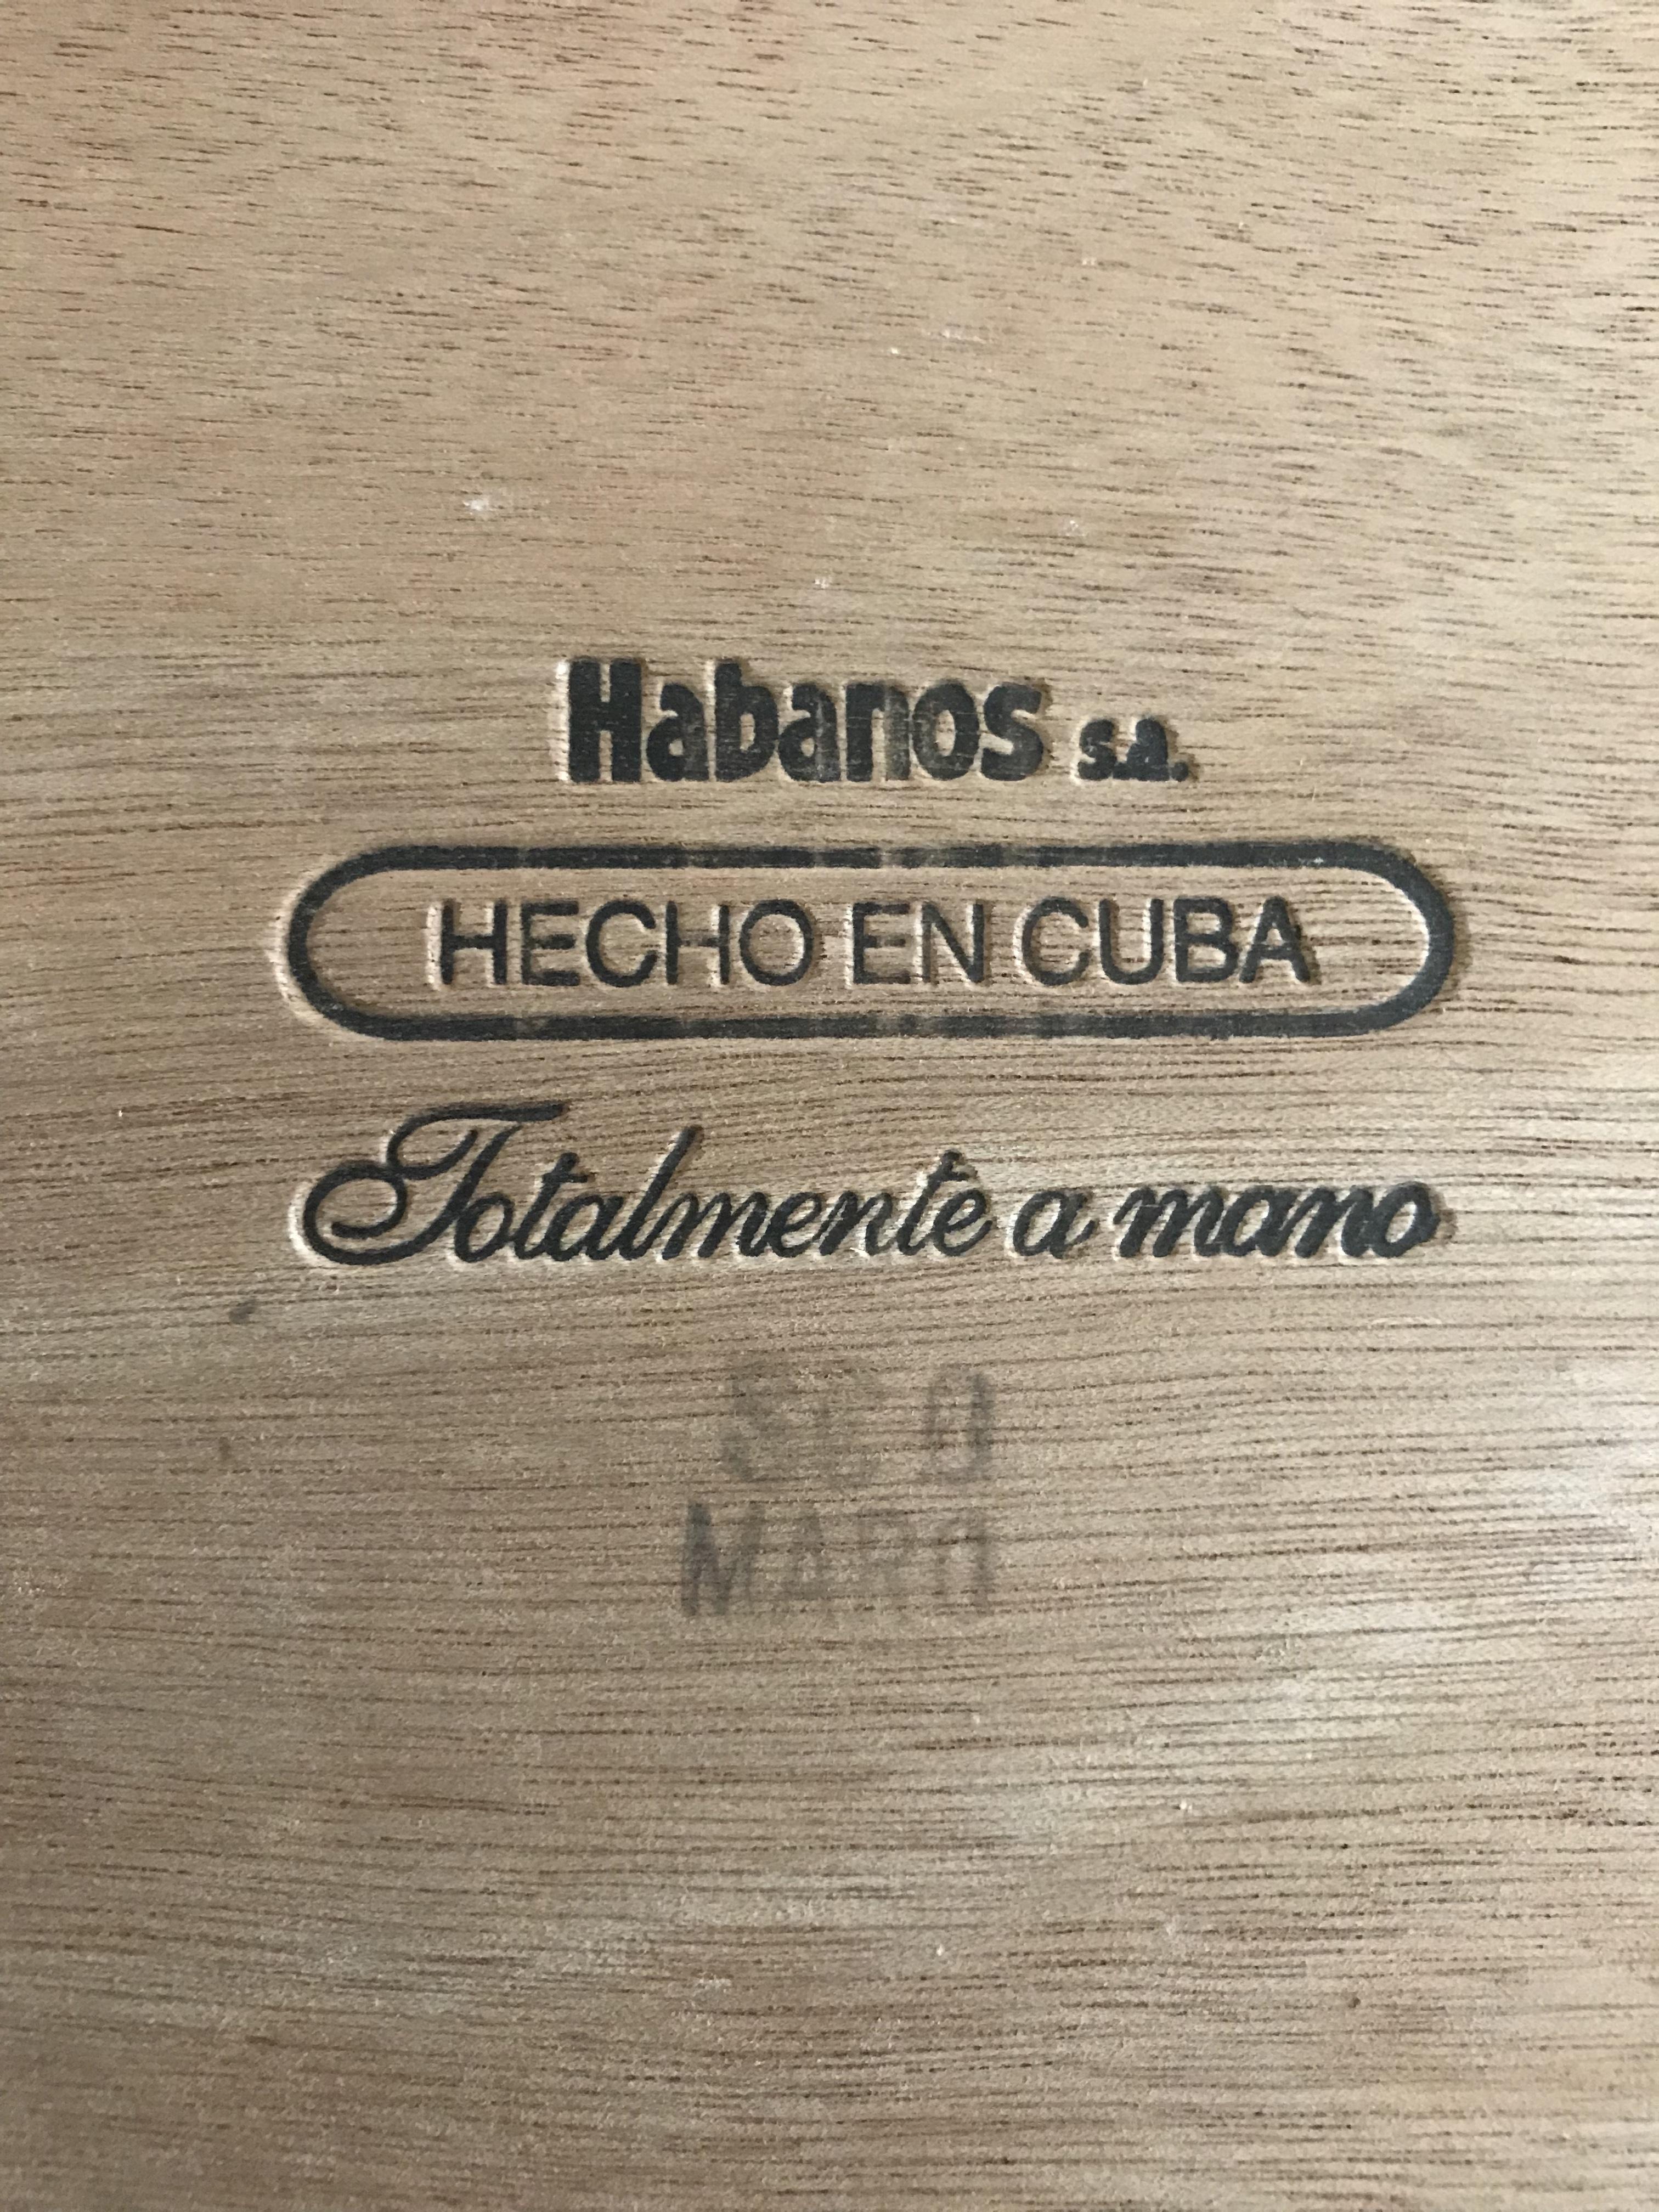 Habanos s.a.
HECHO EN CUBA
Totalmente a mano